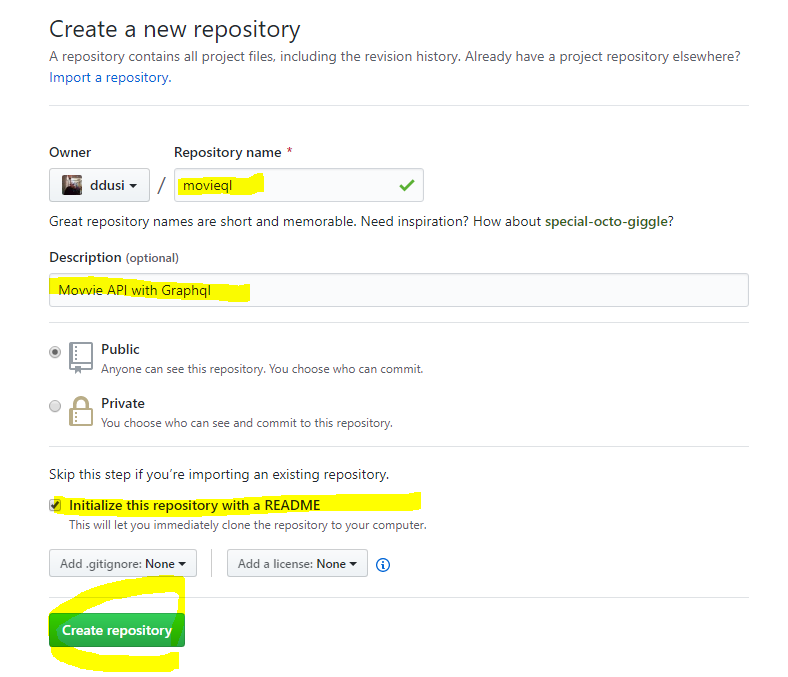 Create a new repository
A repository contains all project files, including the revision history. Already have a project repository elsewhere?
Import a repository.
Owner Repository name *
ddusi / movieql
Great repository names are short and memorable. Need inspiration? How about special-octo-giggle?
Description (optional)
Movvie API with Graphql
Public
Anyone can see this repository. You choose who can commit.
Private
You choose who can see and commit to this repository.
Skip this step if you’re importing an existing repository.
Initialize this repository with a README
This will let you immediately clone the repository to your computer.
Add .gitignore: None Add a license: None
Create repository